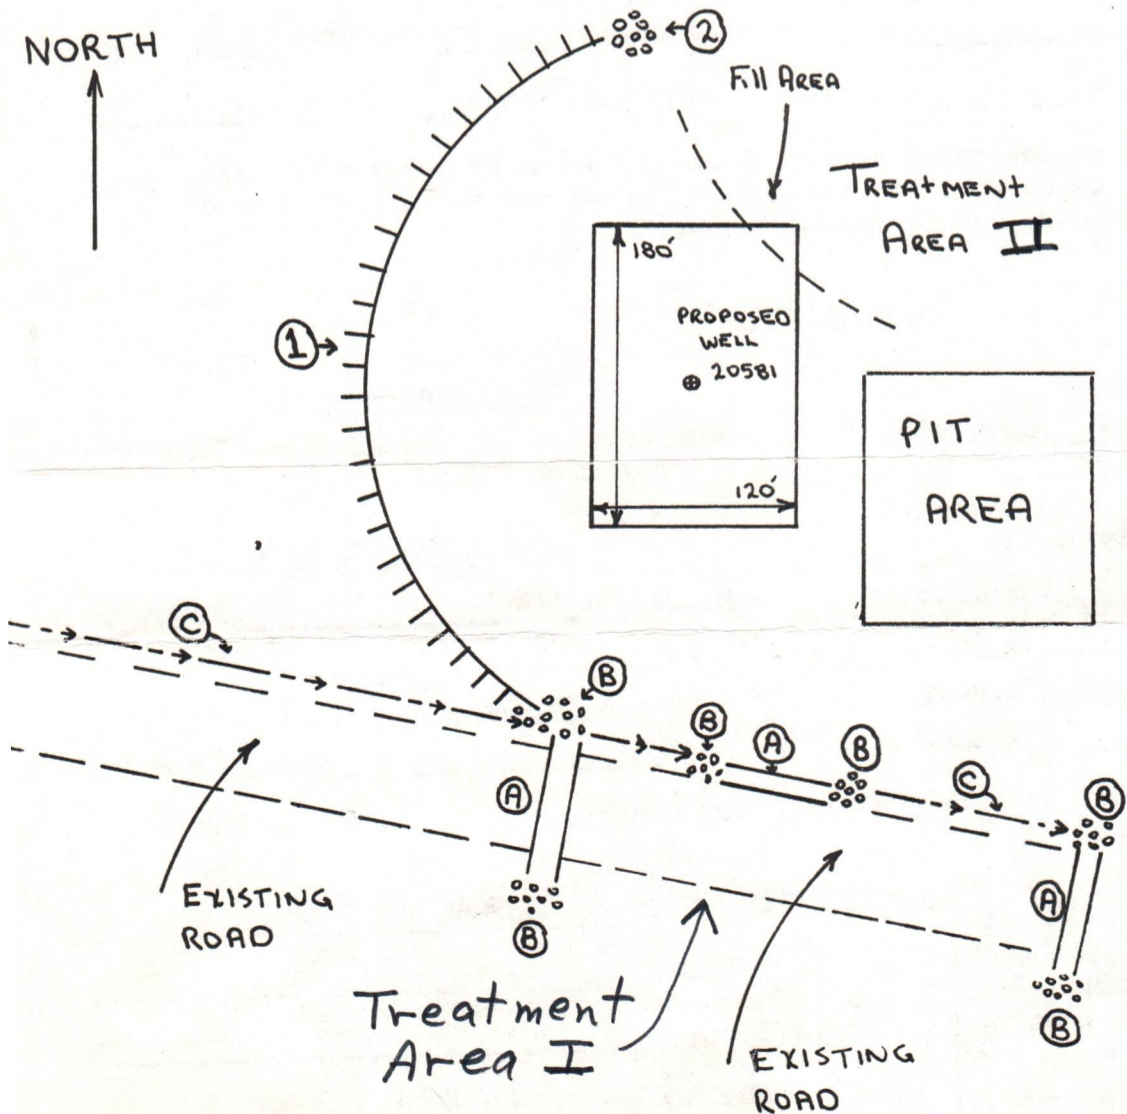 NORTH
2
Fill AREA
TREAtMENt
AREA II
180'
PROPOSED
WELL
20581
1
PIT
AREA
120'
C
B
B
A
B
C
B
A
A
EXISTING
ROAD
B
B
Treatment
Area I
EXISTING
ROAD